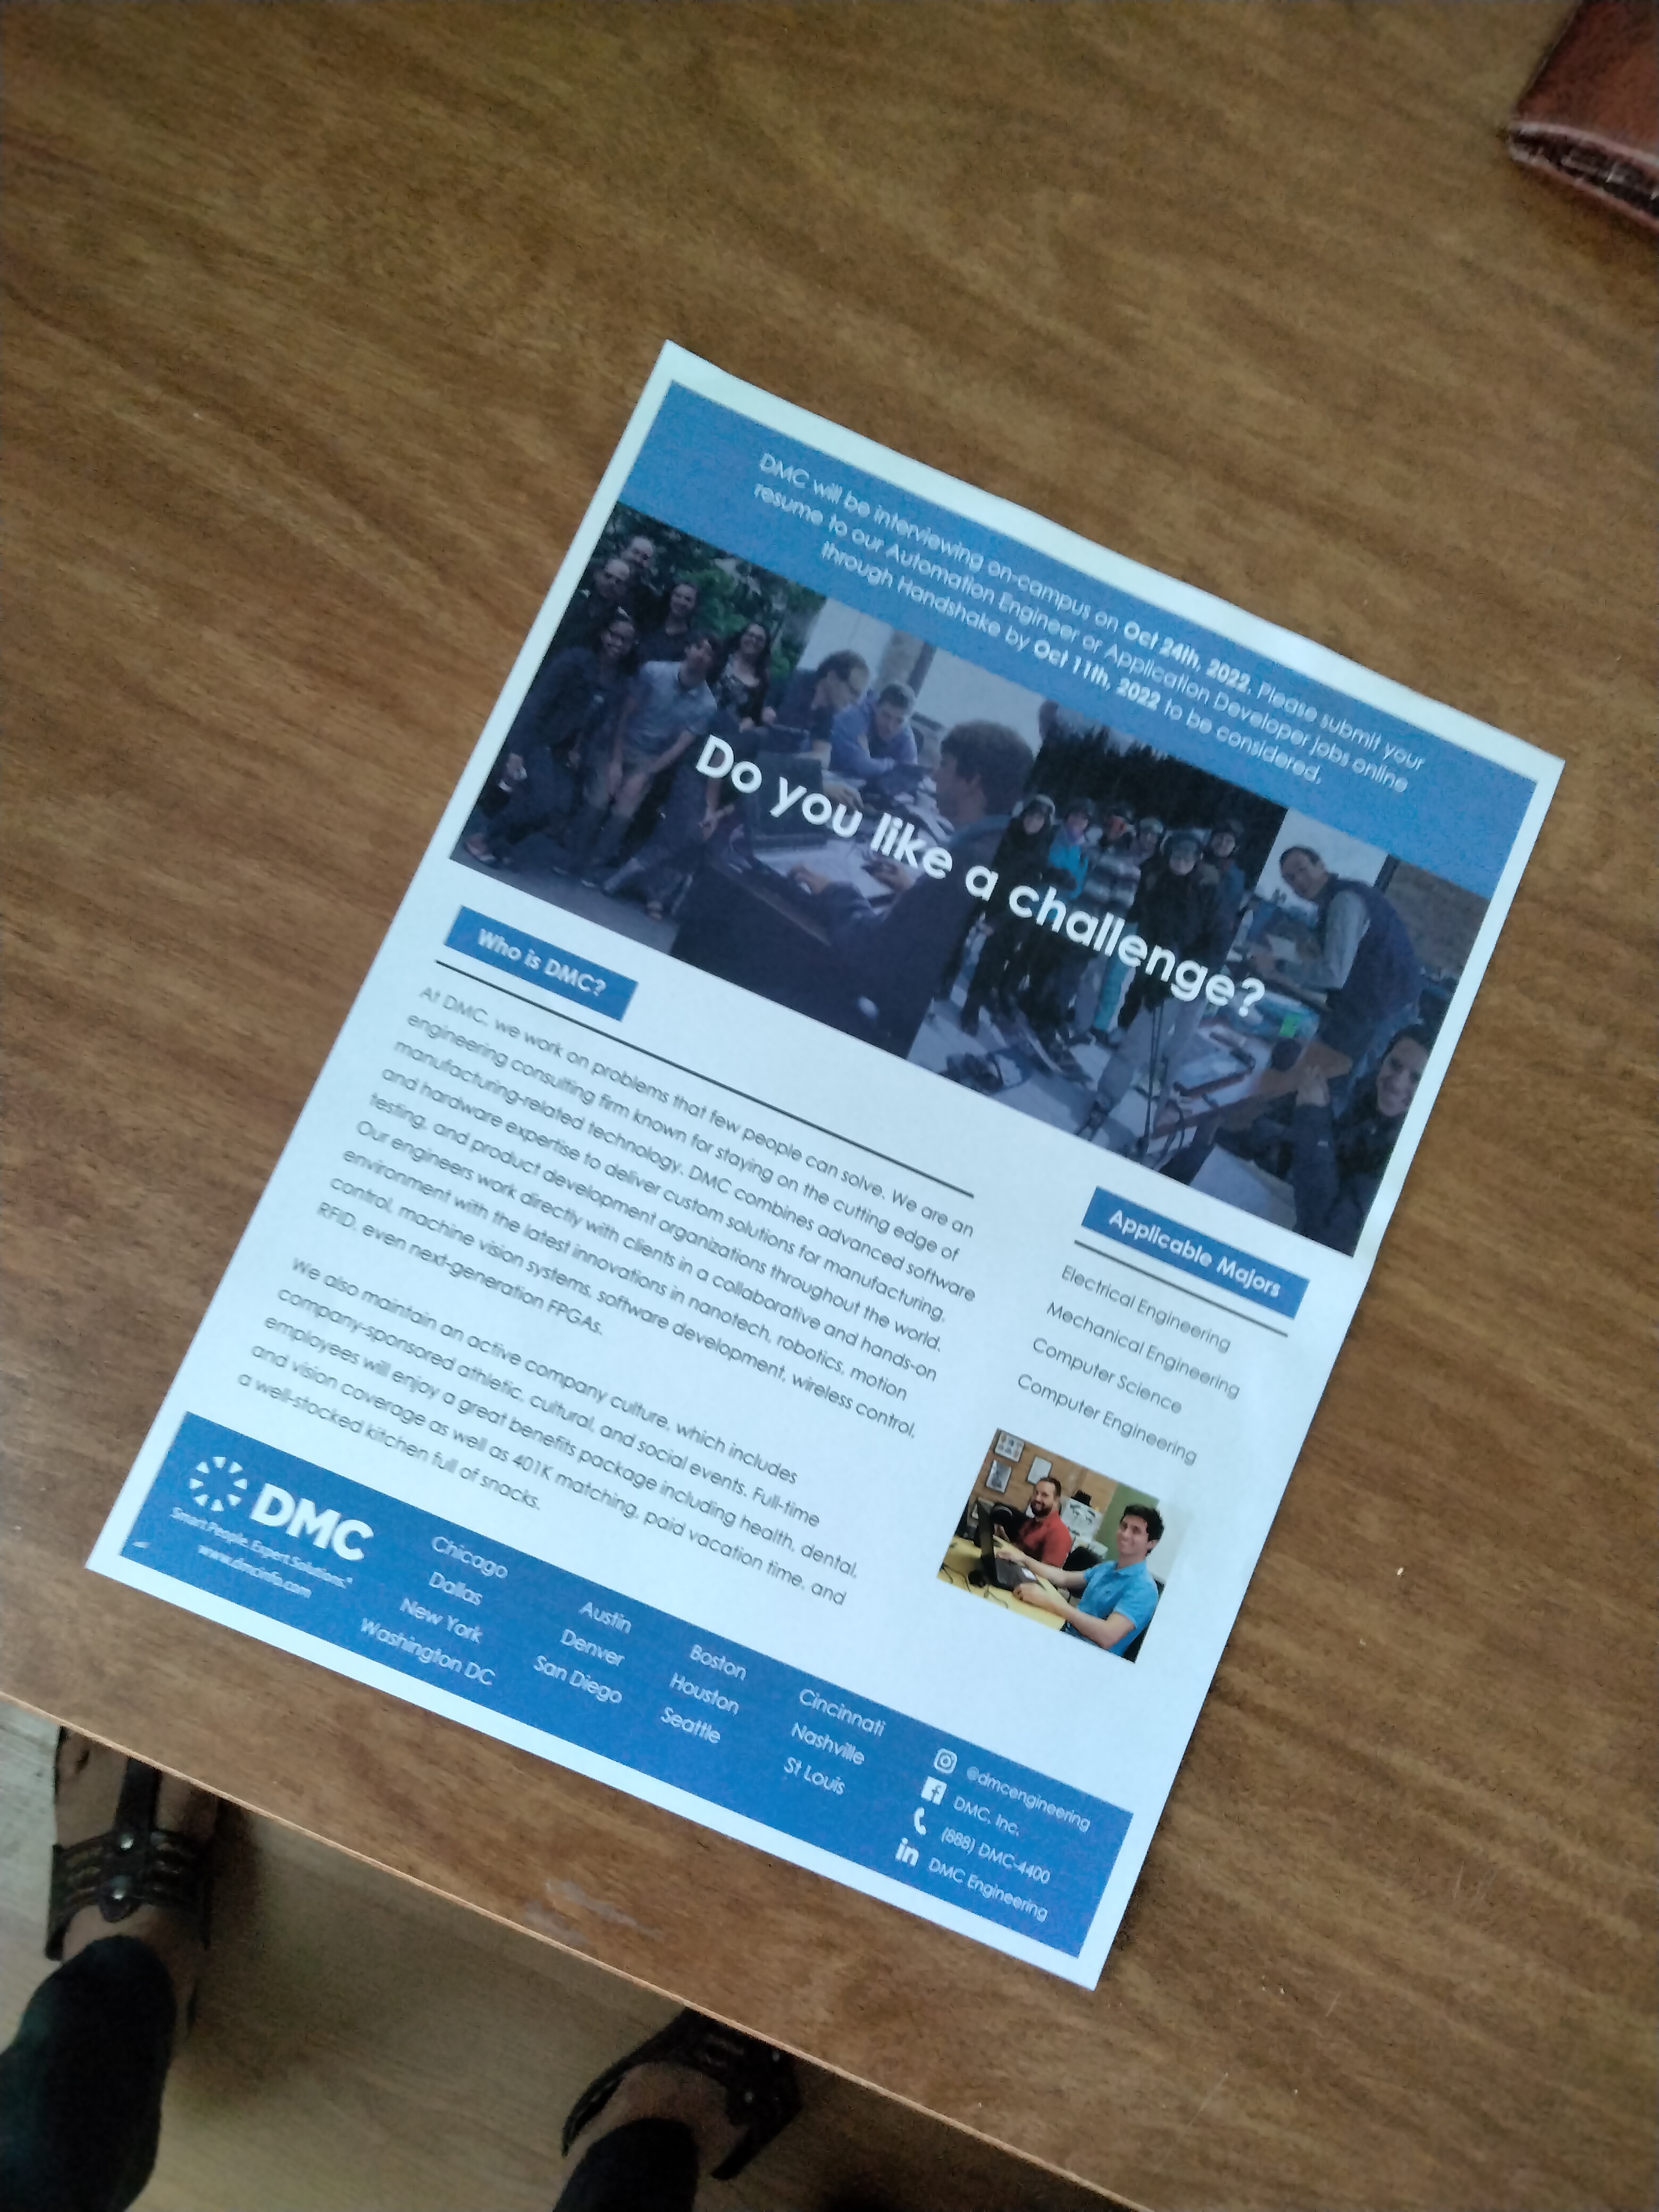 DMC will be interviewing on-campus on Oct 24th, 2022. Please submit your
resume to our Automation Engineer or Application Developer jobs online
through Handshake by Oct 11th, 2022 to be considered.
Do you like a challenge?
Who is DMC?
At DMC, we work on problems that few people can solve. We are an
engineering consulting firm known for staying on the cutting edge of
manufacturing-related technology. DMC combines advanced software
and hardware expertise to deliver custom solutions for manufacturing,
testing, and product development organizations throughout the world.
Our engineers work directly with clients in a collaborative and hands-on
environment with the latest innovations in nanotech, robotics, motion
control, machine vision systems, software development, wireless control,
RFID, even next-generation FPGAs.
We also maintain an active company culture, which includes
company-sponsored athletic, cultural, and social events. Full-time
employees will enjoy a great benefits package including health, dental,
and vision coverage as well as 401K matching, paid vacation time, and
a well-stocked kitchen full of snacks.
Applicable Majors
Electrical Engineering
Mechanical Engineering
Computer Science
Computer Engineering
DMC
Smart People. Expert Solutions.®
www.dmcinfo.com
Chicago
Dallas
New York
Washington DC
Austin
Denver
San Diego
Boston
Houston
Seattle
Cincinnati
Nashville
St Louis
@dmcengineering
DMC, Inc.
(888) DMC-4400
in DMC Engineering